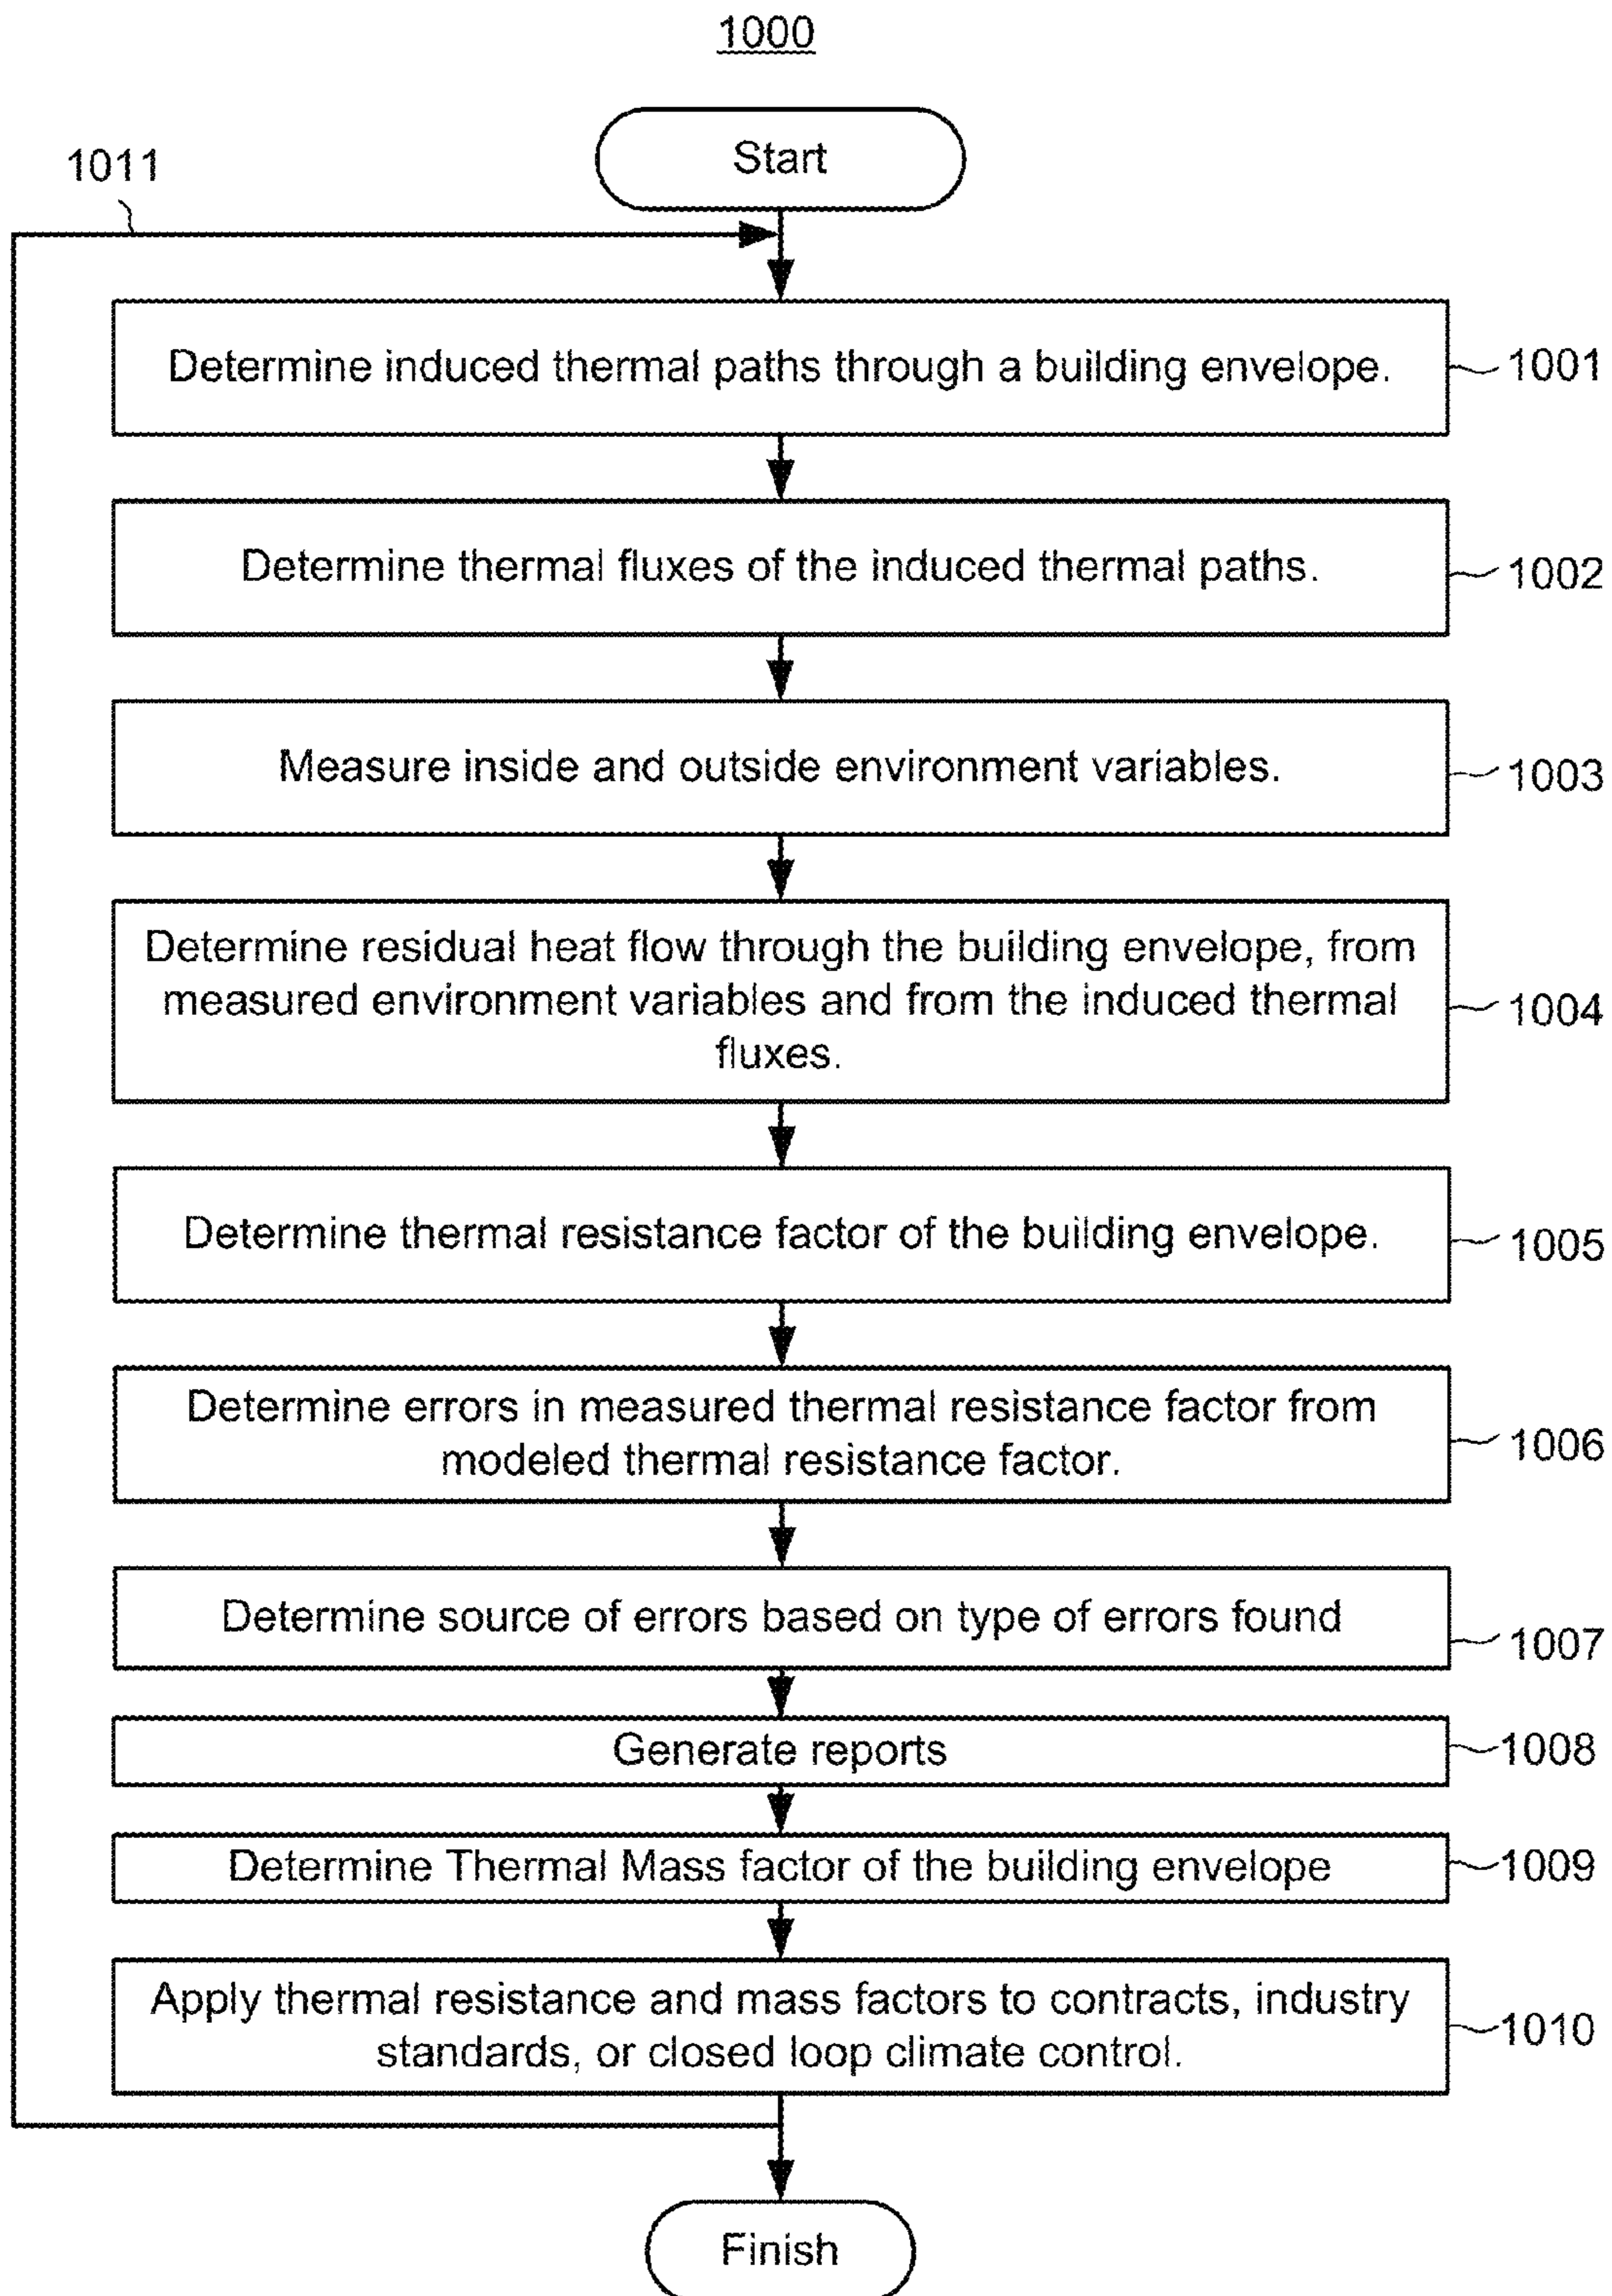 1000
Start
1011
Determine induced thermal paths through a building envelope.
1001
Determine thermal fluxes of the induced thermal paths.
1002
Measure inside and outside environment variables.
1003
Determine residual heat flow through the building envelope, from
measured environment variables and from the induced thermal
fluxes.
1004
Determine thermal resistance factor of the building envelope.
1005
Determine errors in measured thermal resistance factor from
modeled thermal resistance factor.
1006
Determine source of errors based on type of errors found
1007
Generate reports
1008
Determine Thermal Mass factor of the building envelope
1009
Apply thermal resistance and mass factors to contracts, industry
standards, or closed loop climate control.
1010
Finish